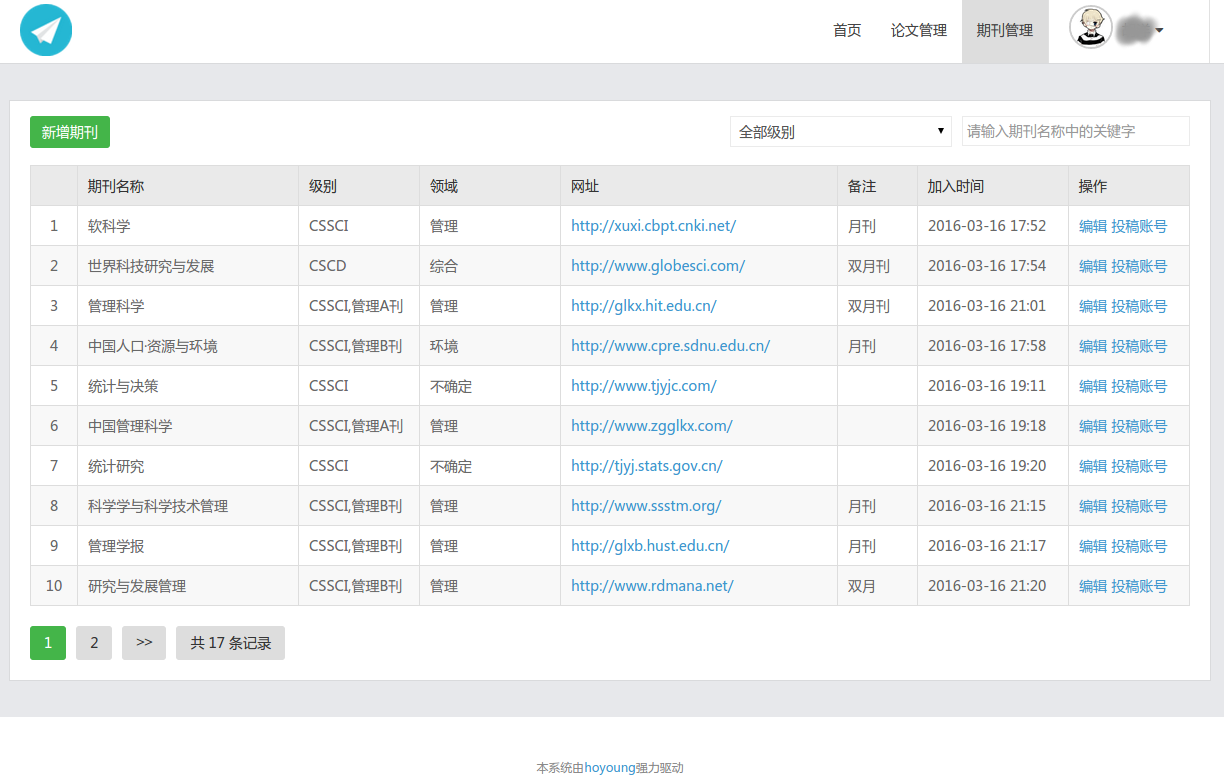 首页 论文管理 期刊管理
新增期刊 全部级别 请输入期刊名称中的关键字
期刊名称 级别 领域 网址 备注 加入时间 操作
1 软科学 CSSCI 管理 http://xuxi.cbpt.cnki.net/ 月刊 2016-03-16 17:52 编辑 投稿账号
2 世界科技研究与发展 CSCD 综合 http://www.globesci.com/ 双月刊 2016-03-16 17:54 编辑 投稿账号
3 管理科学 CSSCI,管理A刊 管理 http://glkx.hit.edu.cn/ 双月刊 2016-03-16 21:01 编辑 投稿账号
4 中国人口·资源与环境 CSSCI,管理B刊 环境 http://www.cpre.sdnu.edu.cn/ 月刊 2016-03-16 17:58 编辑 投稿账号
5 统计与决策 CSSCI 不确定 http://www.tjyjc.com/ 2016-03-16 19:11 编辑 投稿账号
6 中国管理科学 CSSCI,管理A刊 管理 http://www.zgglkx.com/ 2016-03-16 19:18 编辑 投稿账号
7 统计研究 CSSCI 不确定 http://tjyj.stats.gov.cn/ 2016-03-16 19:20 编辑 投稿账号
8 科学学与科学技术管理 CSSCI,管理B刊 管理 http://www.ssstm.org/ 月刊 2016-03-16 21:15 编辑 投稿账号
9 管理学报 CSSCI,管理B刊 管理 http://glxb.hust.edu.cn/ 月刊 2016-03-16 21:17 编辑 投稿账号
10 研究与发展管理 CSSCI,管理B刊 管理 http://www.rdmana.net/ 双月 2016-03-16 21:20 编辑 投稿账号
1 2 >> 共 17 条记录
本系统由hoyoung强力驱动